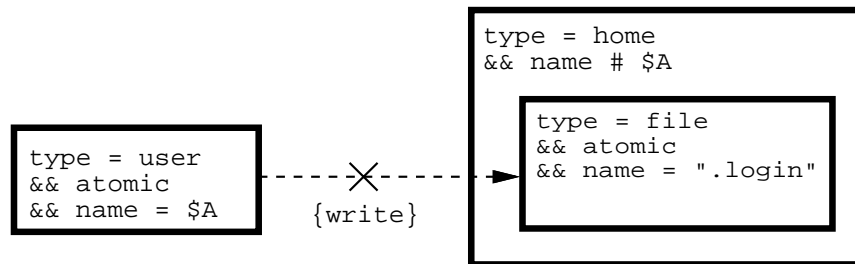 type = home
&& name # $A
type = file
&& atomic
&& name = ".login"
type = user
&& atomic
&& name = $A
{write}